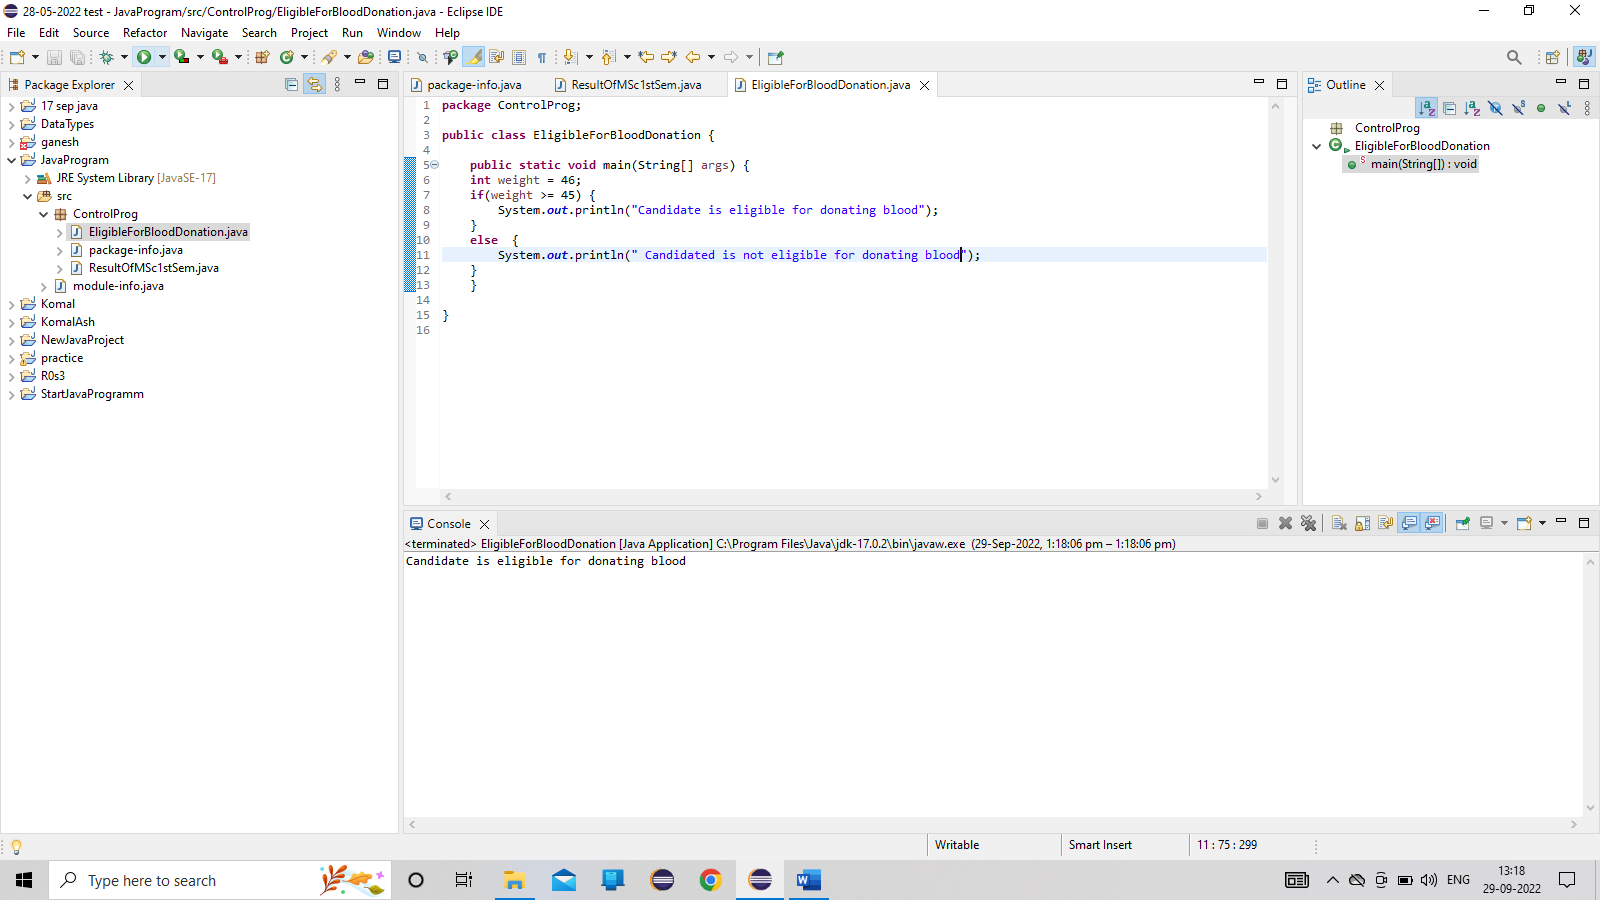 28-05-2022 test - JavaProgram/src/ControlProg/EligibleForBloodDonation.java - Eclipse IDE
File Edit Source Refactor Navigate Search Project Run Window Help
Package Explorer
17 sep java
DataTypes
ganesh
JavaProgram
JRE System Library [JavaSE-17]
src
ControlProg
EligibleForBloodDonation.java
package-info.java
ResultOfMSc1stSem.java
module-info.java
Komal
KomalAsh
NewJavaProject
practice
R0s3
StartJavaProgramm
package-info.java ResultOfMSc1stSem.java EligibleForBloodDonation.java
1 package ControlProg;
2
3 public class EligibleForBloodDonation {
4
5 public static void main(String[] args) {
6 int weight = 46;
7 if(weight >= 45) {
8 System.out.println("Candidate is eligible for donating blood");
9 }
10 else  {
11 System.out.println(" Candidated is not eligible for donating blood");
12 }
13 }
14
15 }
16
Outline
ControlProg
EligibleForBloodDonation
main(String[]) : void
Console
<terminated> EligibleForBloodDonation [Java Application] C:\Program Files\Java\jdk-17.0.2\bin\javaw.exe (29-Sep-2022, 1:18:06 pm – 1:18:06 pm)
Candidate is eligible for donating blood
Writable Smart Insert 11 : 75 : 299
Type here to search
ENG
13:18
29-09-2022